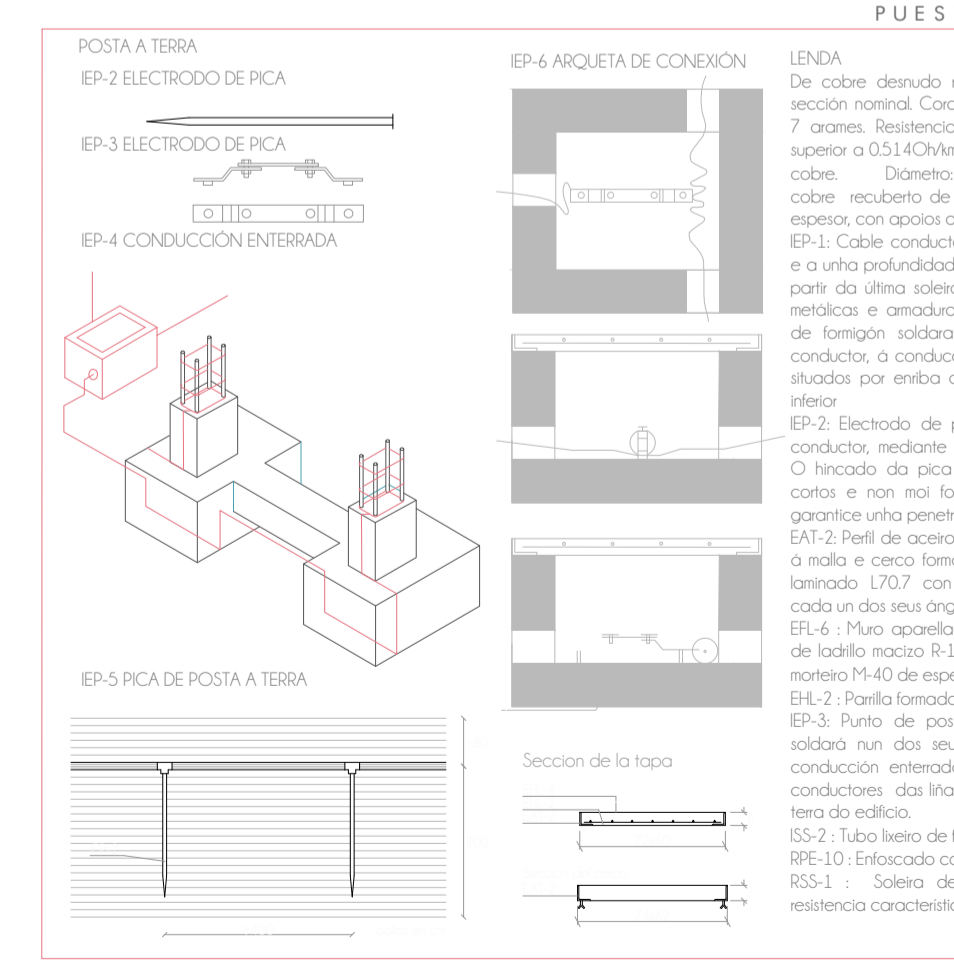 PUES
POSTA A TERRA
IEP-2 ELECTRODO DE PICA
IEP-3 ELECTRODO DE PICA
IEP-4 CONDUCCIÓN ENTERRADA
IEP-5 PICA DE POSTA A TERRA
IEP-6 ARQUETA DE CONEXIÓN
Seccion de la tapa
LENDA
De cobre desnudo
sección nominal.
7 arames. Resistencia
superior a 0.514Oh/km
cobre. Diámetro:
cobre recuberto de
espesor, con apoios
IEP-1: Cable conducto
e a unha profundidad
partir da última soleira
metálicas e armadura
de formigón soldara
conductor, á conduc
situados por enriba
inferior
IEP-2: Electrodo de
conductor, mediante
O hincado da pica
cortos e non moi fo
garantice unha penetr
EAT-2: Perfil de aceiro
á malla e cerco forma
laminado L70.7 con
cada un dos seus áng
EFL-6 : Muro aparella
de ladrillo macizo R-1
morteiro M-40 de espe
EHL-2 : Parrilla formada
IEP-3: Punto de pos
soldará nun dos seu
conducción enterrada
conductores das liña
terra do edificio.
ISS-2 : Tubo lixeiro de
RPE-10 : Enfoscado co
RSS-1 : Soleira de
resistencia característic